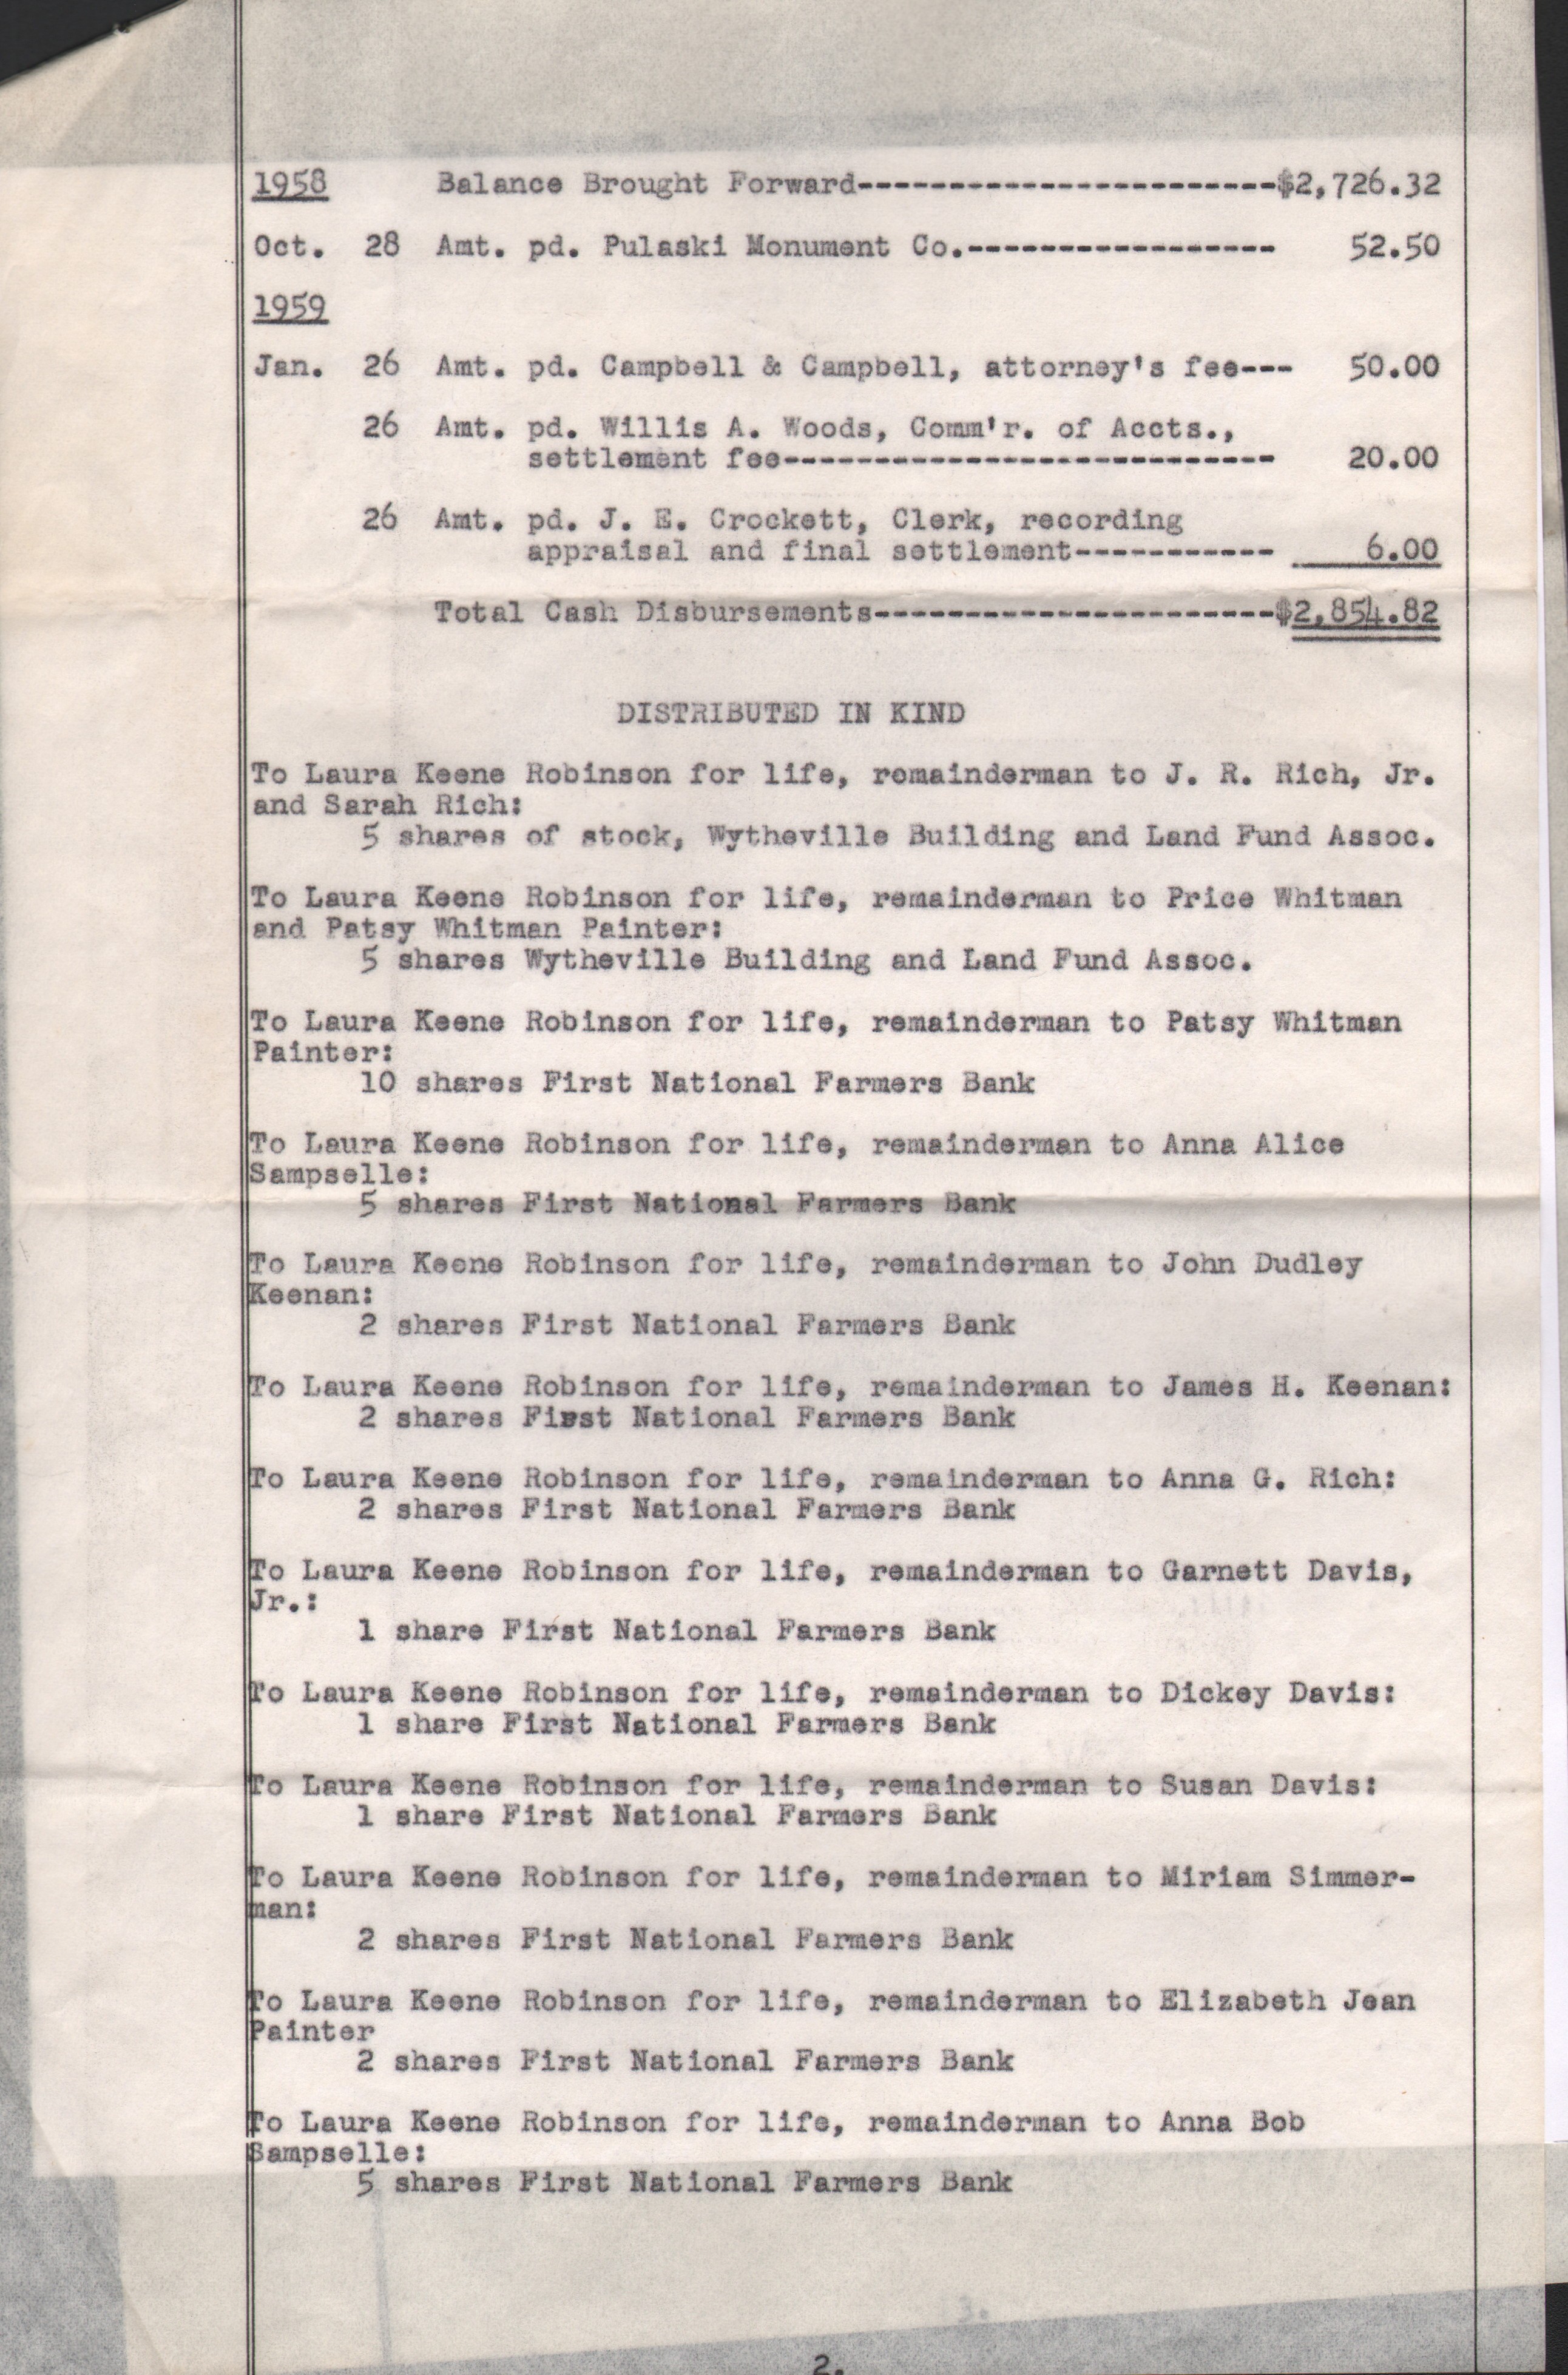 1958 Balance Brought Forward-----------------------$2,726.32
Oct. 28 Amt. pd. Pulaski Monument Co.----------------- 52.50
1959
Jan. 26 Amt. pd. Campbell & Campbell, attorney's fee--- 50.00
26 Amt. pd. Willis A. Woods, Comm'r. of Accts.,
settlement fee--------------------------- 20.00
26 Amt. pd. J. E. Crockett, Clerk, recording
appraisal and final settlement----------- 6.00
Total Cash Disbursements----------------------$2,854.82
DISTRIBUTED IN KIND
To Laura Keene Robinson for life, remainderman to J. R. Rich, Jr.
and Sarah Rich:
5 shares of stock, Wytheville Building and Land Fund Assoc.
To Laura Keene Robinson for life, remainderman to Price Whitman
and Patsy Whitman Painter:
5 shares Wytheville Building and Land Fund Assoc.
To Laura Keene Robinson for life, remainderman to Patsy Whitman
Painter:
10 shares First National Farmers Bank
To Laura Keene Robinson for life, remainderman to Anna Alice
Sampselle:
5 shares First National Farmers Bank
To Laura Keene Robinson for life, remainderman to John Dudley
Keenan:
2 shares First National Farmers Bank
To Laura Keene Robinson for life, remainderman to James H. Keenan:
2 shares First National Farmers Bank
To Laura Keene Robinson for life, remainderman to Anna G. Rich:
2 shares First National Farmers Bank
To Laura Keene Robinson for life, remainderman to Garnett Davis,
Jr.:
1 share First National Farmers Bank
To Laura Keene Robinson for life, remainderman to Dickey Davis:
1 share First National Farmers Bank
To Laura Keene Robinson for life, remainderman to Susan Davis:
1 share First National Farmers Bank
To Laura Keene Robinson for life, remainderman to Miriam Simmer-
man:
2 shares First National Farmers Bank
To Laura Keene Robinson for life, remainderman to Elizabeth Jean
Painter
2 shares First National Farmers Bank
To Laura Keene Robinson for life, remainderman to Anna Bob
Sampselle:
5 shares First National Farmers Bank
3.
2.